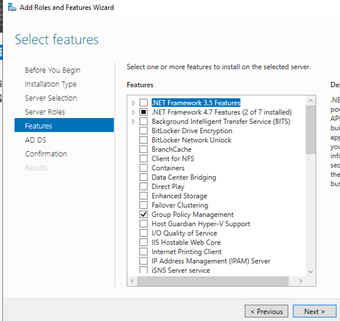 Add Roles and Features Wizard
Select features
Before You Begin
Installation Type
Server Selection
Server Roles
Features
AD DS
Confirmation
Results
Select one or more features to install on the selected server.
Features
.NET Framework 3.5 Features
.NET Framework 4.7 Features (2 of 7 installed)
Background Intelligent Transfer Service (BITS)
BitLocker Drive Encryption
BitLocker Network Unlock
BranchCache
Client for NFS
Containers
Data Center Bridging
Direct Play
Enhanced Storage
Failover Clustering
Group Policy Management
Host Guardian Hyper-V Support
I/O Quality of Service
IIS Hostable Web Core
Internet Printing Client
IP Address Management (IPAM) Server
iSNS Server service
De
.NE
pov
API
bui
app
you
info
sec
the
bus
< Previous
Next >